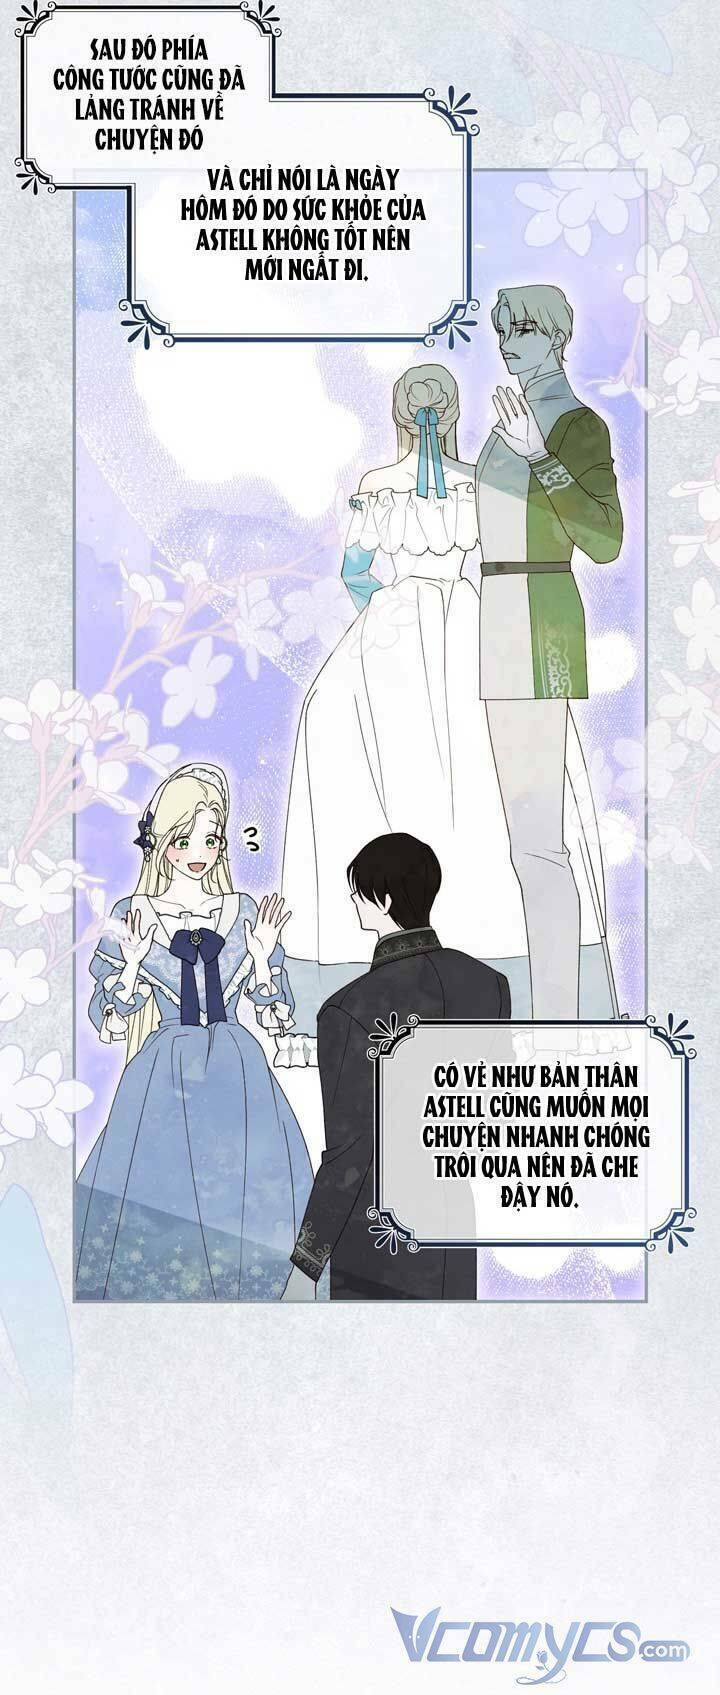 SAU ĐÓ PHÍA
CÔNG TƯỚC CŨNG ĐÃ
LẢNG TRÁNH VỀ
CHUYỆN ĐÓ
VÀ CHỈ NÓI LÀ NGÀY
HÔM ĐÓ DO SỨC KHỎE CỦA
ASTELL KHÔNG TỐT NÊN
MỚI NGẤT ĐI.
CÓ VẺ NHƯ BẢN THÂN
ASTELL CŨNG MUỐN MỌI
CHUYỆN NHANH CHÓNG
TRÔI QUA NÊN ĐÃ CHE
ĐẬY NÓ.
VCOMYCS.com